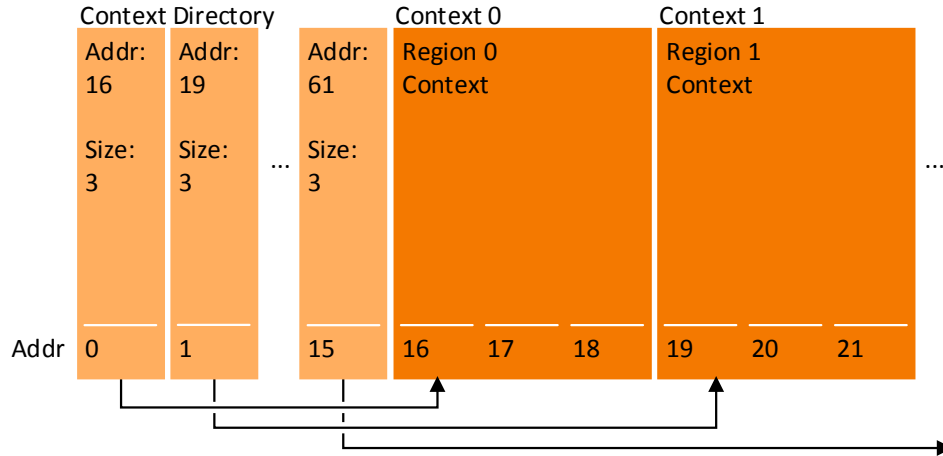 Context Directory
Context 0
Context 1
Addr:
16
Size:
3
Addr:
19
Size:
3
...
Addr:
61
Size:
3
Region 0
Context
Region 1
Context
...
Addr 0 1 15 16 17 18 19 20 21